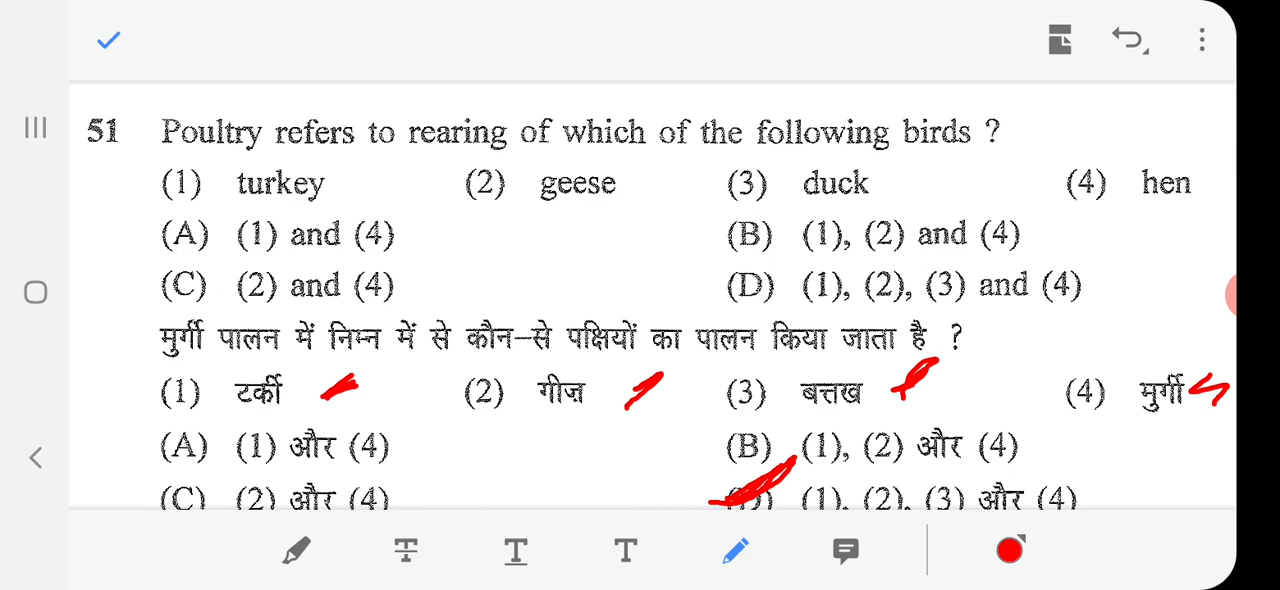 51 Poultry refers to rearing of which of the following birds ?
(1) turkey (2) geese (3) duck (4) hen
(A) (1) and (4) (B) (1), (2) and (4)
(C) (2) and (4) (D) (1), (2), (3) and (4)
मुर्गी पालन में निम्न में से कौन-से पक्षियों का पालन किया जाता है ?
(1) टर्की (2) गीज़ (3) बत्तख (4) मुर्गी
(A) (1) और (4) (B) (1), (2) और (4)
(C) (2) और (4) (D) (1), (2), (3) और (4)